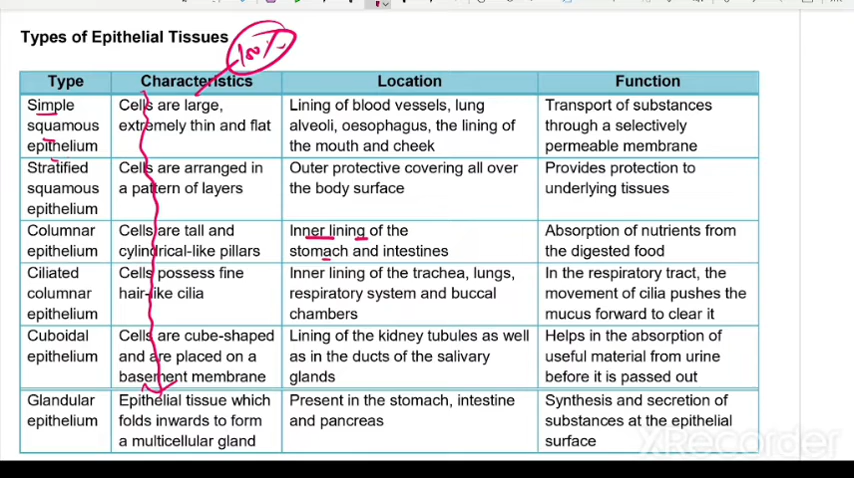 Types of Epithelial Tissues
100%
Type
Characteristics
Location
Function
Simple
squamous
epithelium
Cells are large,
extremely thin and flat
Lining of blood vessels, lung
alveoli, oesophagus, the lining of
the mouth and cheek
Transport of substances
through a selectively
permeable membrane
Stratified
squamous
epithelium
Cells are arranged in
a pattern of layers
Outer protective covering all over
the body surface
Provides protection to
underlying tissues
Columnar
epithelium
Cells are tall and
cylindrical-like pillars
Inner lining of the
stomach and intestines
Absorption of nutrients from
the digested food
Ciliated
columnar
epithelium
Cells possess fine
hair-like cilia
Inner lining of the trachea, lungs,
respiratory system and buccal
chambers
In the respiratory tract, the
movement of cilia pushes the
mucus forward to clear it
Cuboidal
epithelium
Cells are cube-shaped
and are placed on a
basement membrane
Lining of the kidney tubules as well
as in the ducts of the salivary
glands
Helps in the absorption of
useful material from urine
before it is passed out
Glandular
epithelium
Epithelial tissue which
folds inwards to form
a multicellular gland
Present in the stomach, intestine
and pancreas
Synthesis and secretion of
substances at the epithelial
surface
XRecorder